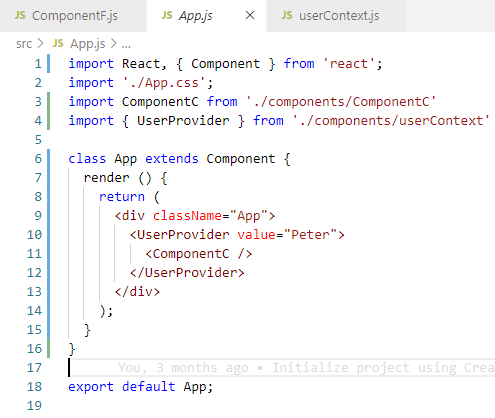 JS ComponentF.js JS App.js × JS userContext.js
src > JS App.js > ...
1 import React, { Component } from 'react';
2 import './App.css';
3 import ComponentC from './components/ComponentC'
4 import { UserProvider } from './components/userContext'
5
6 class App extends Component {
7 render () {
8 return (
9 <div className="App">
10 <UserProvider value="Peter">
11 <ComponentC />
12 </UserProvider>
13 </div>
14 );
15 }
16 }
17 You, 3 months ago • Initialize project using Crea
18 export default App;
19